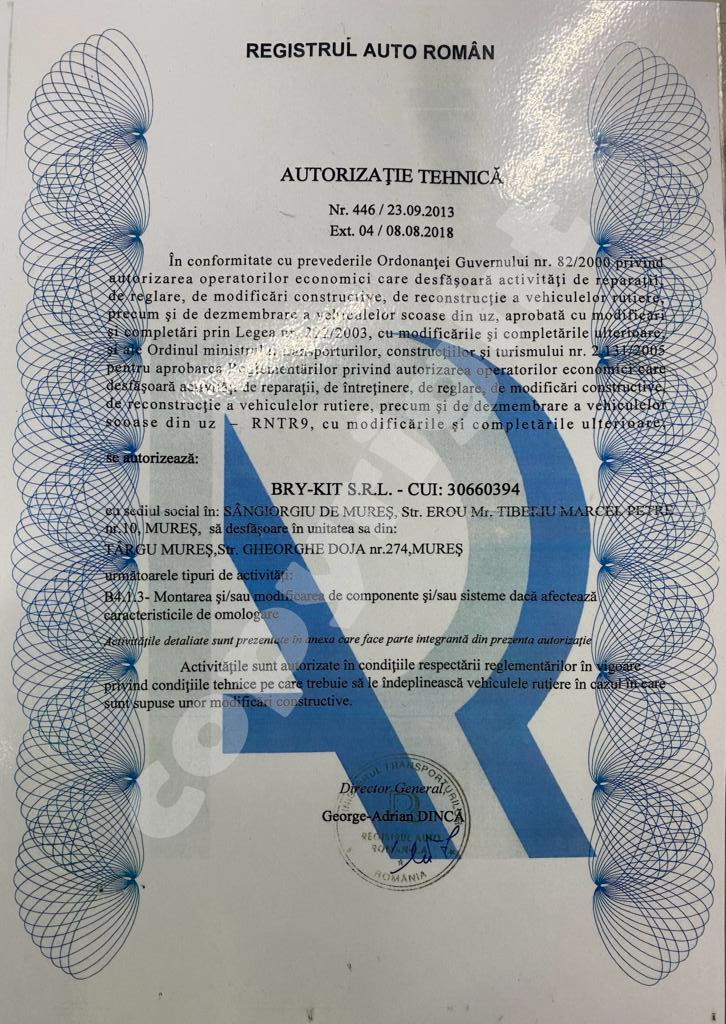 REGISTRUL AUTO ROMÂN
AUTORIZAŢIE TEHNICĂ
Nr. 446 / 23.09.2013
Ext. 04 / 08.08.2018
În conformitate cu prevederile Ordonanţei Guvernului nr. 82/2000 privind
autorizarea operatorilor economici care desfăşoară activităţi de reparaţii,
de reglare, de modificări constructive, de reconstrucţie a vehiculelor rutiere,
precum şi de dezmembrare a vehiculelor scoase din uz, aprobată cu modificări
şi completări prin Legea nr. 222/2003, cu modificările şi completările ulterioare,
şi ale Ordinul ministrului transporturilor, construcţiilor şi turismului nr. 2.131/2005
pentru aprobarea Reglementărilor privind autorizarea operatorilor economici care
desfăşoară activităţi de reparaţii, de întreţinere, de reglare, de modificări constructive,
de reconstrucţie a vehiculelor rutiere, precum şi de dezmembrare a vehiculelor
scoase din uz – RNTR9, cu modificările şi completările ulterioare,
se autorizează:
BRY-KIT S.R.L. - CUI: 30660394
cu sediul social în: SÂNGIORGIU DE MUREŞ, Str. EROU Mr. TIBERIU MARCEL PETRE
nr.10, MUREŞ, să desfăşoare în unitatea sa din:
TÂRGU MUREŞ,Str. GHEORGHE DOJA nr.274,MUREŞ
următoarele tipuri de activităţi:
B4.1.3- Montarea şi/sau modificarea de componente şi/sau sisteme dacă afectează
caracteristicile de omologare
Activităţile detaliate sunt prezentate în anexa care face parte integrantă din prezenta autorizaţie
Activităţile sunt autorizate în condiţiile respectării reglementărilor în vigoare
privind condiţiile tehnice pe care trebuie să le îndeplinească vehiculele rutiere în cazul în care
sunt supuse unor modificări constructive.
Director General,
George-Adrian DINCĂ
MINISTERUL TRANSPORTURILOR
REGISTRUL AUTO
ROMÂN
ROMÂNIA
copyright